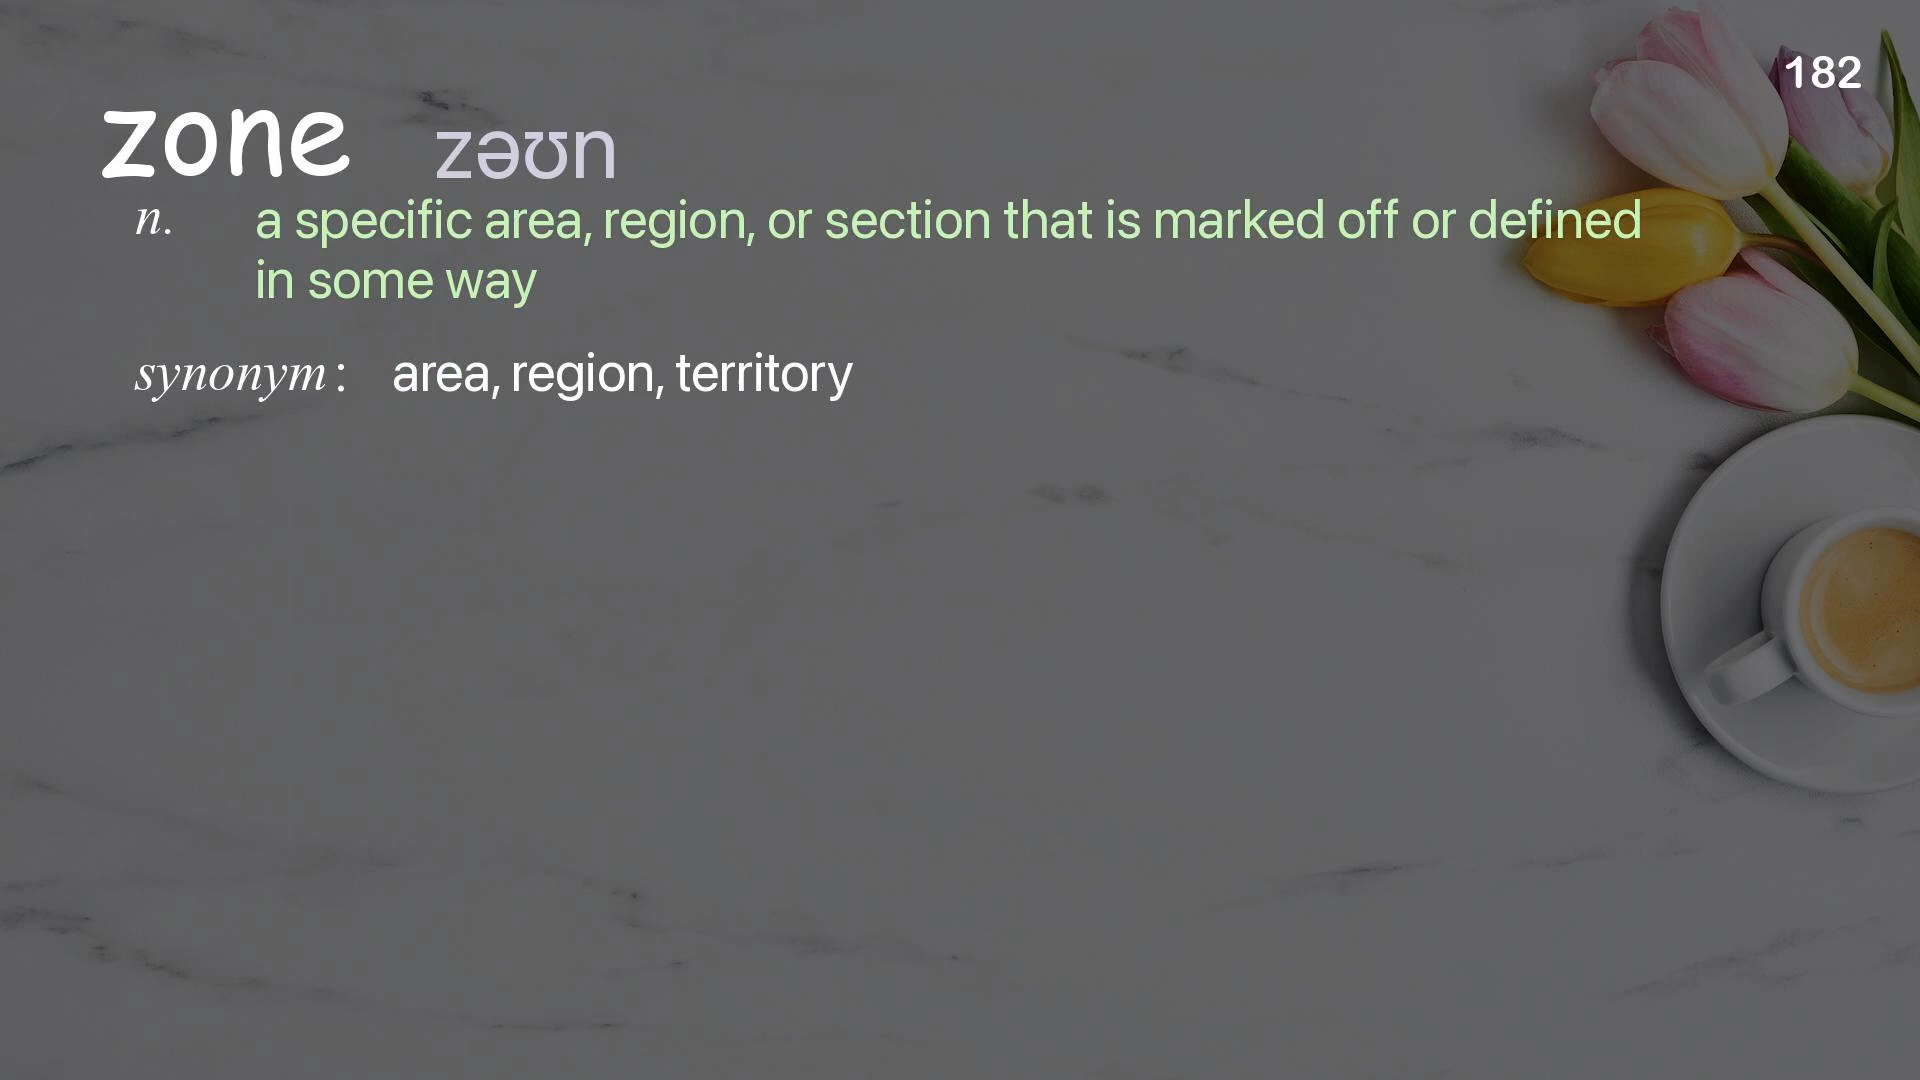 182
zone zəʊn
n. a specific area, region, or section that is marked off or defined
in some way
synonym: area, region, territory